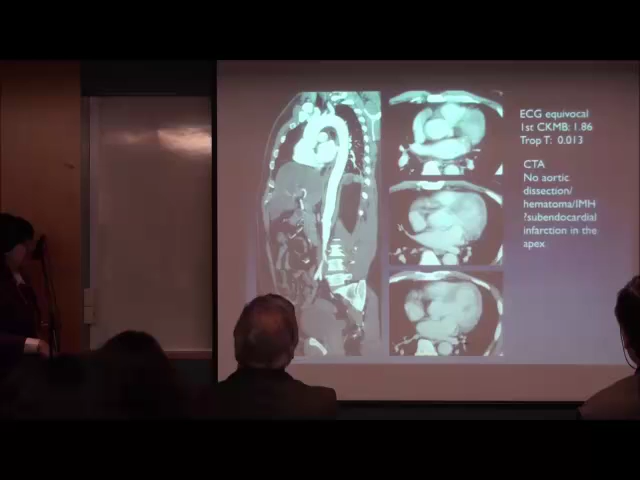 ECG equivocal
1st CKMB: 1.86
Trop T: 0.013
CTA
No aortic
dissection/
hematoma/IMH
?subendocardial
infarction in the
apex